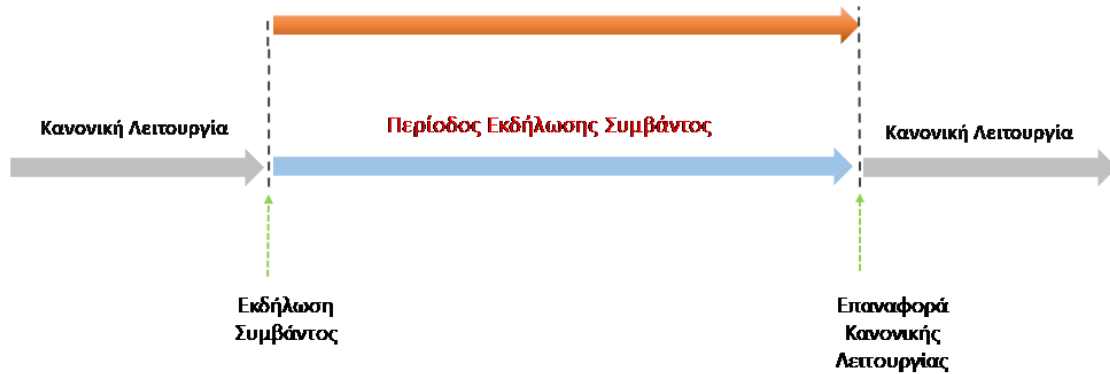 Κανονική Λειτουργία
Περίοδος Εκδήλωσης Συμβάντος
Κανονική Λειτουργία
Εκδήλωση
Συμβάντος
Επαναφορά
Κανονικής
Λειτουργίας